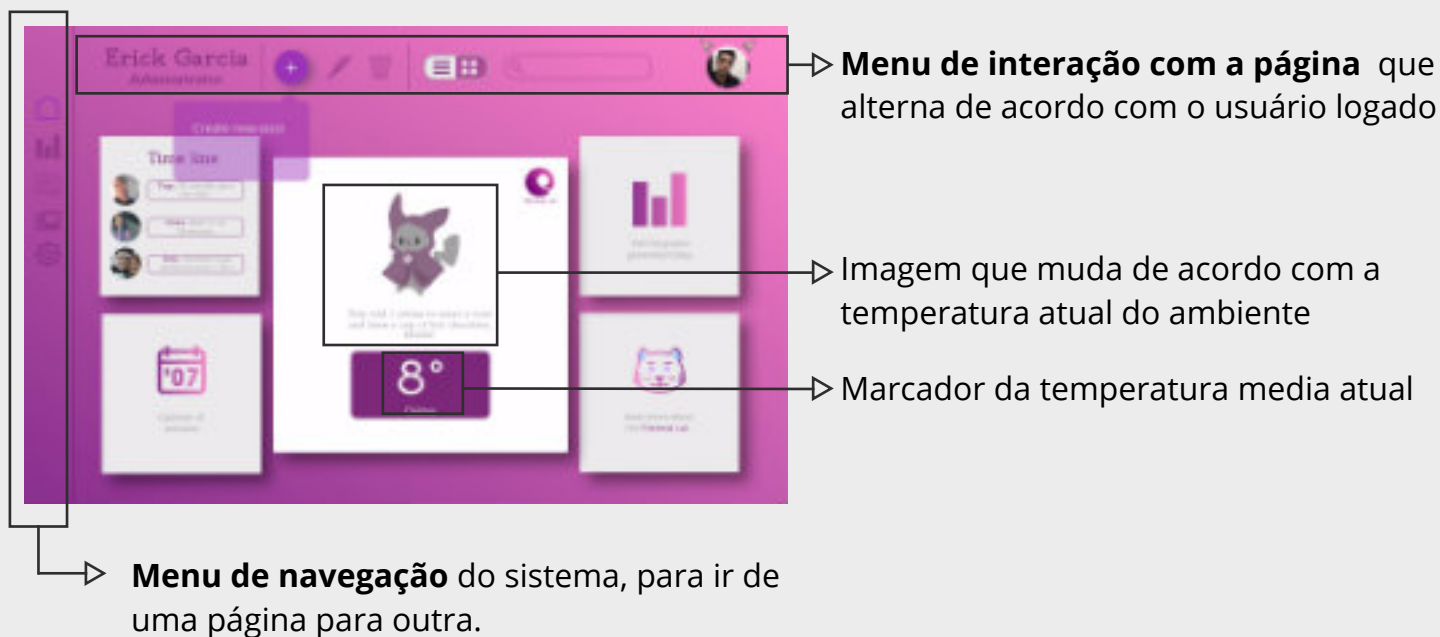 Erick Garcia
Administrator
Menu de interação com a página que
alterna de acordo com o usuário logado
Create new
Time line
8°
'07
Imagem que muda de acordo com a
temperatura atual do ambiente
Marcador da temperatura media atual
Menu de navegação do sistema, para ir de
uma página para outra.